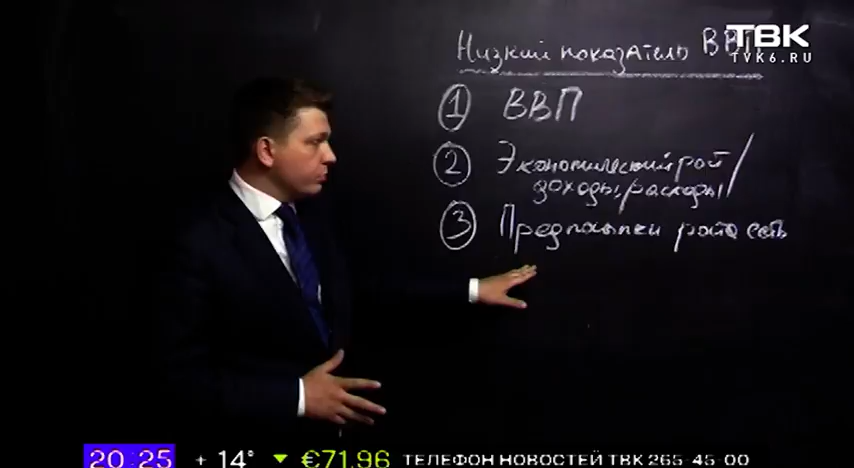 Низкий показатель ВВП
ТВК
TVK6.RU
1 ВВП
2 Экономический рост /
доходы, расходы
3 Предпосылки роста есть
20:25 + 14° ▼ €71,96 ТЕЛЕФОН НОВОСТЕЙ ТВК 265-45-00